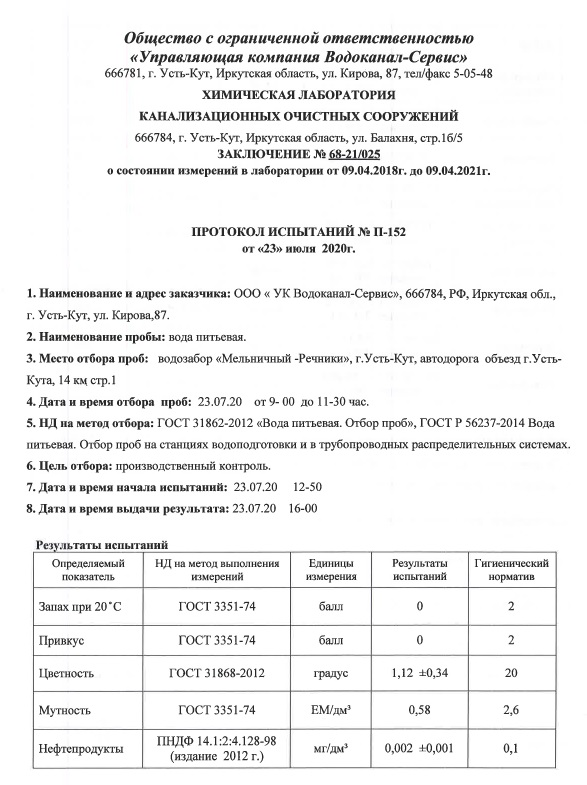 Общество с ограниченной ответственностью
«Управляющая компания Водоканал-Сервис»
666781, г. Усть-Кут, Иркутская область, ул. Кирова, 87, тел/факс 5-05-48
ХИМИЧЕСКАЯ ЛАБОРАТОРИЯ
КАНАЛИЗАЦИОННЫХ ОЧИСТНЫХ СООРУЖЕНИЙ
666784, г. Усть-Кут, Иркутская область, ул. Балахня, стр.1б/5
ЗАКЛЮЧЕНИЕ № 68-21/025
о состоянии измерений в лаборатории от 09.04.2018г. до 09.04.2021г.
ПРОТОКОЛ ИСПЫТАНИЙ № П-152
от «23» июля 2020г.
1. Наименование и адрес заказчика: ООО « УК Водоканал-Сервис», 666784, РФ, Иркутская обл.,
г. Усть-Кут, ул. Кирова,87.
2. Наименование пробы: вода питьевая.
3. Место отбора проб: водозабор «Мельничный -Речники», г.Усть-Кут, автодорога объезд г.Усть-
Кута, 14 км стр.1
4. Дата и время отбора проб: 23.07.20 от 9- 00 до 11-30 час.
5. НД на метод отбора: ГОСТ 31862-2012 «Вода питьевая. Отбор проб», ГОСТ Р 56237-2014 Вода
питьевая. Отбор проб на станциях водоподготовки и в трубопроводных распределительных системах.
6. Цель отбора: производственный контроль.
7. Дата и время начала испытаний: 23.07.20 12-50
8. Дата и время выдачи результата: 23.07.20 16-00
Результаты испытаний
Определяемый показатель НД на метод выполнения измерений Единицы измерения Результаты испытаний Гигиенический норматив
Запах при 20˚С ГОСТ 3351-74 балл 0 2
Привкус ГОСТ 3351-74 балл 0 2
Цветность ГОСТ 31868-2012 градус 1,12 ±0,34 20
Мутность ГОСТ 3351-74 ЕМ/дм³ 0,58 2,6
Нефтепродукты ПНДФ 14.1:2:4.128-98 (издание 2012 г.) мг/дм³ 0,002 ±0,001 0,1